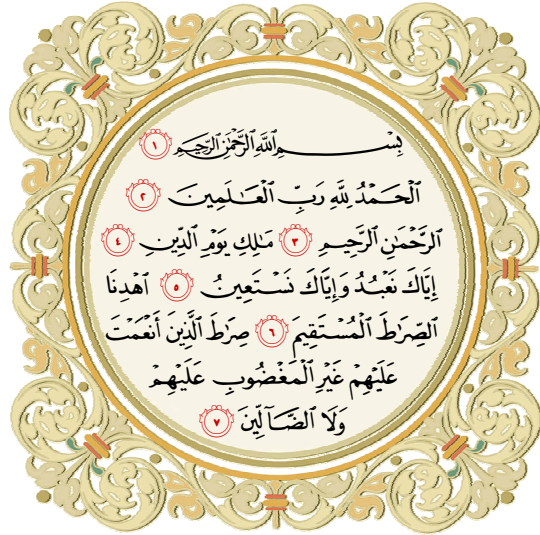 بِسْمِ ٱللَّهِ ٱلرَّحْمَٰنِ ٱلرَّحِيمِ ١
ٱلْحَمْدُ لِلَّهِ رَبِّ ٱلْعَـٰلَمِينَ ٢
ٱلرَّحْمَٰنِ ٱلرَّحِيمِ ٣ مَـٰلِكِ يَوْمِ ٱلدِّينِ ٤
إِيَّاكَ نَعْبُدُ وَإِيَّاكَ نَسْتَعِينُ ٥ ٱهْدِنَا
ٱلصِّرَٰطَ ٱلْمُسْتَقِيمَ ٦ صِرَٰطَ ٱلَّذِينَ أَنْعَمْتَ
عَلَيْهِمْ غَيْرِ ٱلْمَغْضُوبِ عَلَيْهِمْ
وَلَا ٱلضَّآلِّينَ ٧